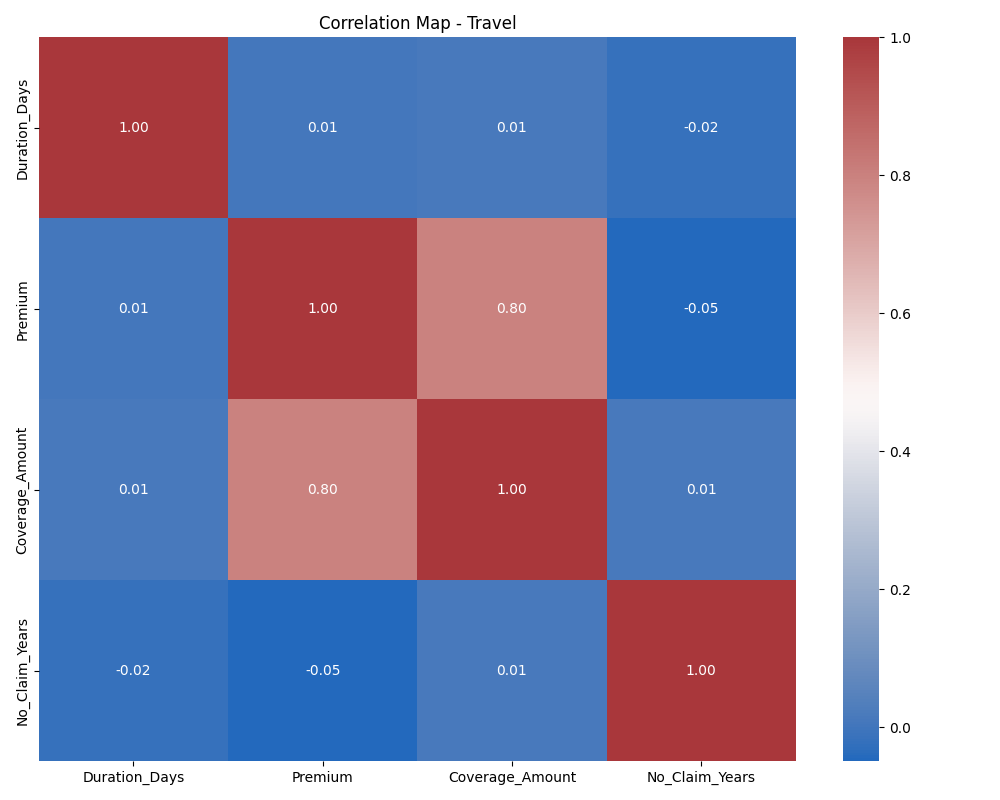 Correlation Map - Travel
Duration_Days
1.00
0.01
0.01
-0.02
Premium
0.01
1.00
0.80
-0.05
Coverage_Amount
0.01
0.80
1.00
0.01
No_Claim_Years
-0.02
-0.05
0.01
1.00
Duration_Days
Premium
Coverage_Amount
No_Claim_Years
1.0
0.8
0.6
0.4
0.2
0.0